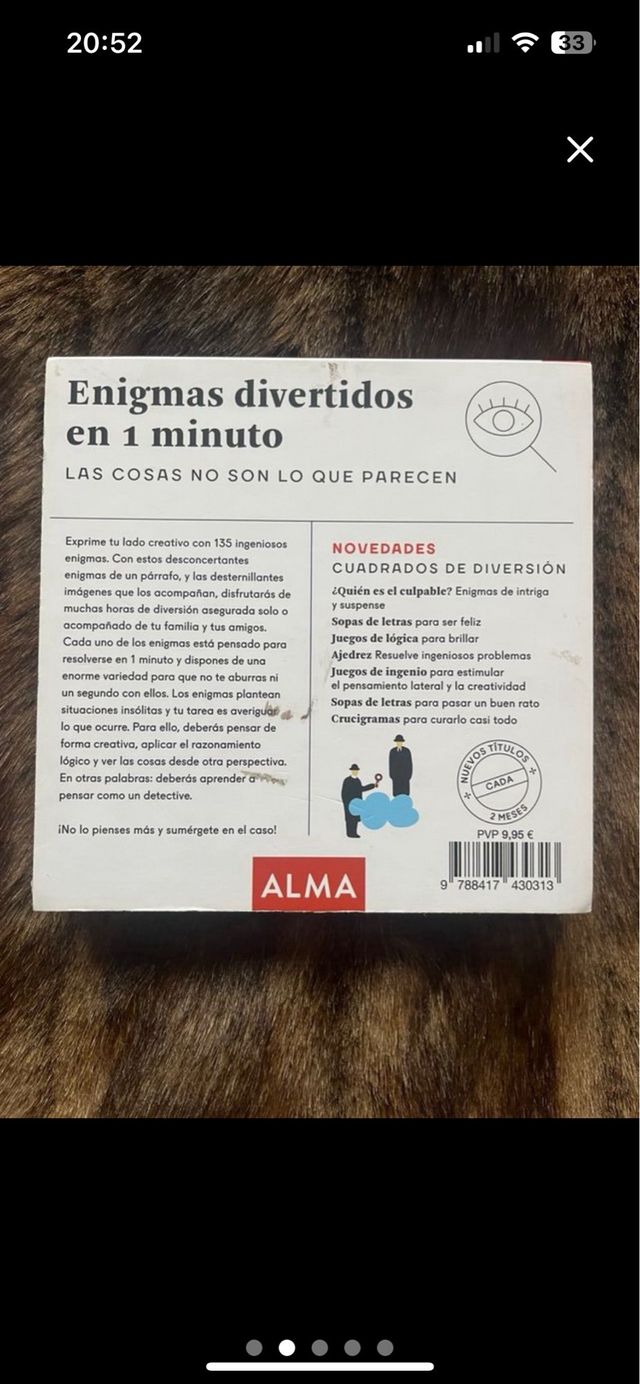 20:52
33
Enigmas divertidos
en 1 minuto
LAS COSAS NO SON LO QUE PARECEN
Exprime tu lado creativo con 135 ingeniosos
enigmas. Con estos desconcertantes
enigmas de un párrafo, y las desternillantes
imágenes que los acompañan, disfrutarás de
muchas horas de diversión asegurada solo o
acompañado de tu familia y tus amigos.
Cada uno de los enigmas está pensado para
resolverse en 1 minuto y dispones de una
enorme variedad para que no te aburras ni
un segundo con ellos. Los enigmas plantean
situaciones insólitas y tu tarea es averiguar
lo que ocurre. Para ello, deberás pensar de
forma creativa, aplicar el razonamiento
lógico y ver las cosas desde otra perspectiva.
En otras palabras: deberás aprender a
pensar como un detective.
¡No lo pienses más y sumérgete en el caso!
NOVEDADES
CUADRADOS DE DIVERSIÓN
¿Quién es el culpable? Enigmas de intriga
y suspense
Sopas de letras para ser feliz
Juegos de lógica para brillar
Ajedrez Resuelve ingeniosos problemas
Juegos de ingenio para estimular
el pensamiento lateral y la creatividad
Sopas de letras para pasar un buen rato
Crucigramas para curarlo casi todo
NUEVOS TÍTULOS
CADA
2 MESES
PVP 9,95 €
9 788417 430313
ALMA